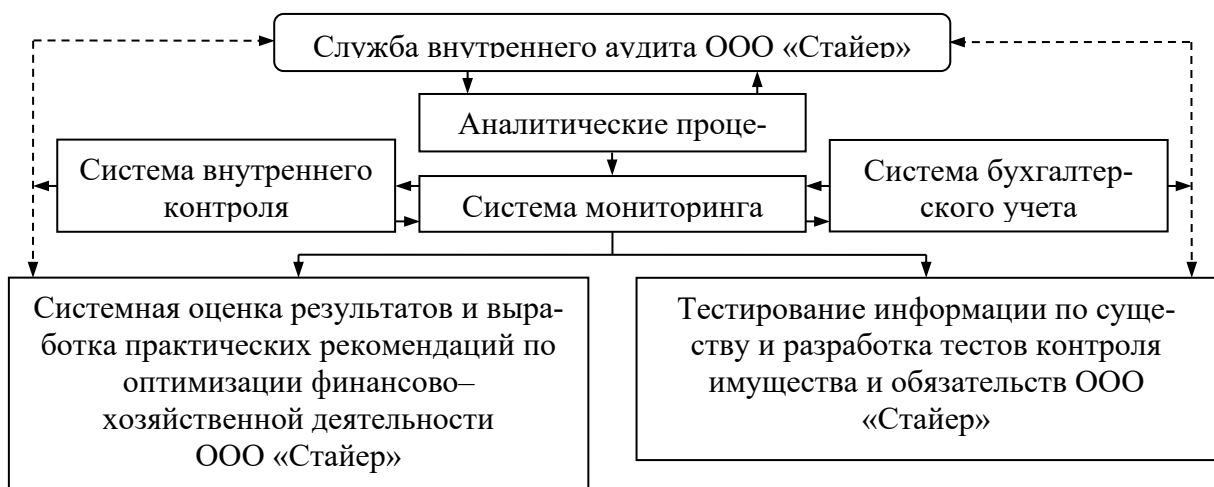 Служба внутреннего аудита ООО «Стайер»
Аналитические проце-
Система внутреннего
контроля
Система мониторинга
Система бухгалтер-
ского учета
Системная оценка результатов и выра-
ботка практических рекомендаций по
оптимизации финансово–
хозяйственной деятельности
ООО «Стайер»
Тестирование информации по суще-
ству и разработка тестов контроля
имущества и обязательств ООО
«Стайер»